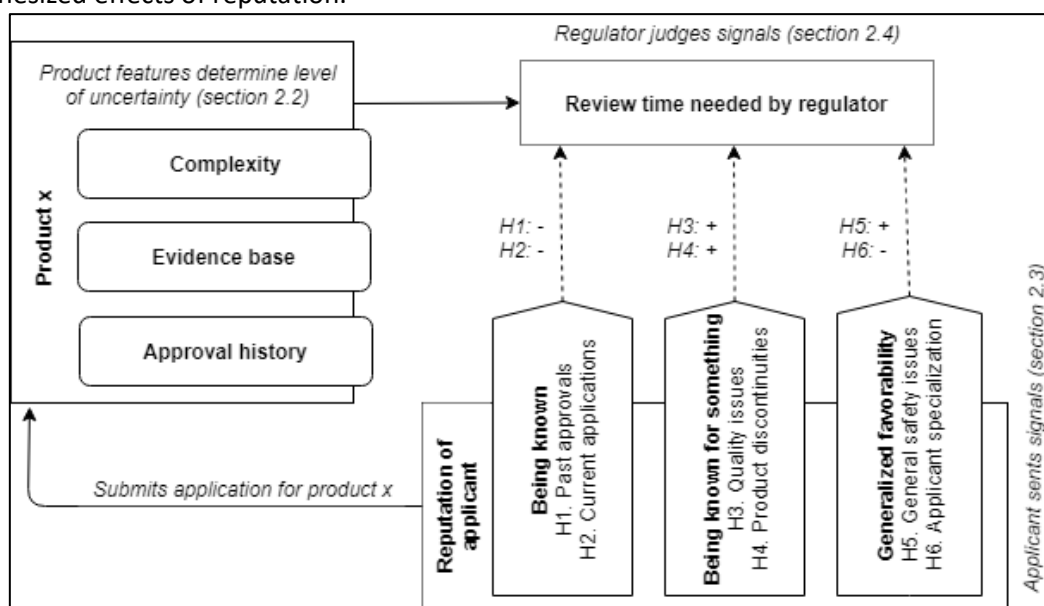 hesized effects of reputation.
Regulator judges signals (section 2.4)
Product features determine level
of uncertainty (section 2.2)
Review time needed by regulator
Product x
Complexity
Evidence base
Approval history
H1: -
H2: -
H3: +
H4: +
H5: +
H6: -
Submits application for product x
Reputation of
applicant
Being known
H1. Past approvals
H2. Current applications
Being known for something
H3. Quality issues
H4. Product discontinuities
Generalized favorability
H5. General safety issues
H6. Applicant specialization
Applicant sents signals (section 2.3)